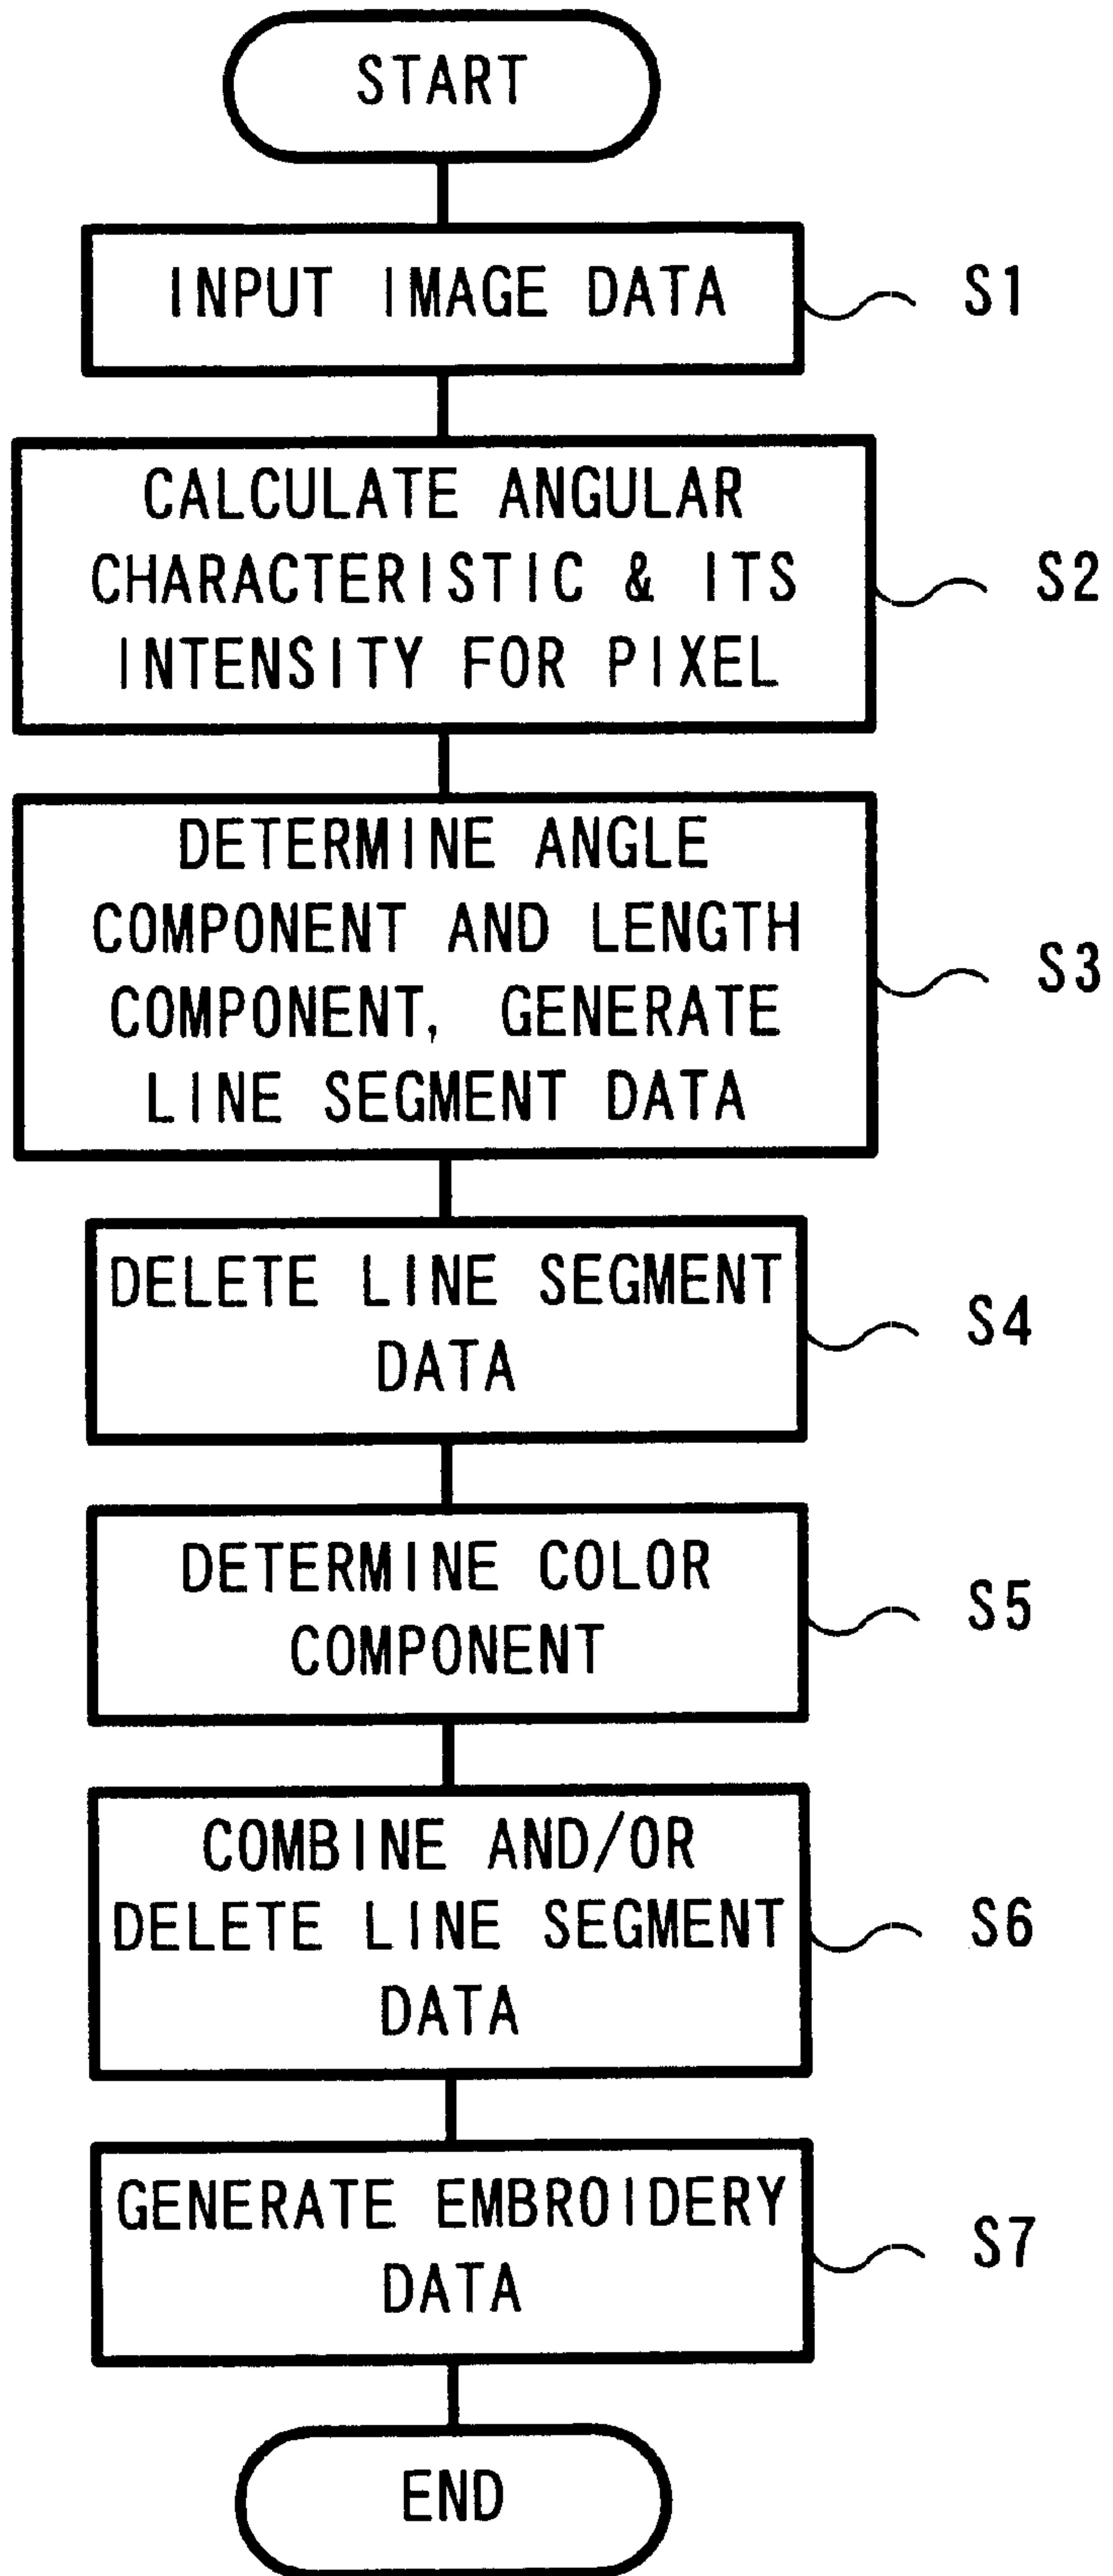 START
INPUT IMAGE DATA
S1
CALCULATE ANGULAR
CHARACTERISTIC & ITS
INTENSITY FOR PIXEL
S2
DETERMINE ANGLE
COMPONENT AND LENGTH
COMPONENT, GENERATE
LINE SEGMENT DATA
S3
DELETE LINE SEGMENT
DATA
S4
DETERMINE COLOR
COMPONENT
S5
COMBINE AND/OR
DELETE LINE SEGMENT
DATA
S6
GENERATE EMBROIDERY
DATA
S7
END